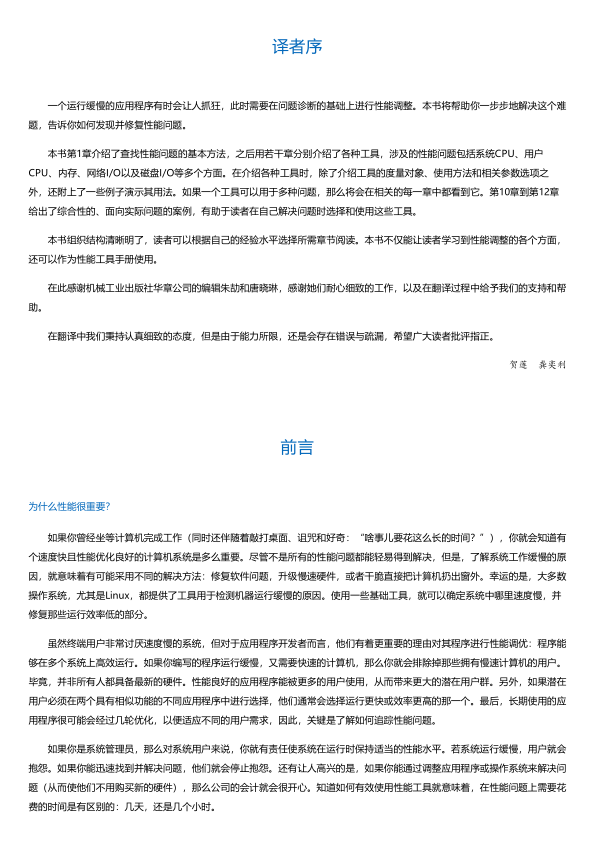 译者序
一个运行缓慢的应用程序有时会让人抓狂，此时需要在问题诊断的基础上进行性能调整。本书将帮助你一步步地解决这个难
题，告诉你如何发现并修复性能问题。
本书第1章介绍了查找性能问题的基本方法，之后用若干章分别介绍了各种工具，涉及的性能问题包括系统CPU、用户
CPU、内存、网络I/O以及磁盘I/O等多个方面。在介绍各种工具时，除了介绍工具的度量对象、使用方法和相关参数选项之
外，还附上了一些例子演示其用法。如果一个工具可以用于多种问题，那么将会在相关的每一章中都看到它。第10章到第12章
给出了综合性的、面向实际问题的案例，有助于读者在自己解决问题时选择和使用这些工具。
本书组织结构清晰明了，读者可以根据自己的经验水平选择所需章节阅读。本书不仅能让读者学习到性能调整的各个方面，
还可以作为性能工具手册使用。
在此感谢机械工业出版社华章公司的编辑朱劼和唐晓琳，感谢她们耐心细致的工作，以及在翻译过程中给予我们的支持和帮
助。
在翻译中我们秉持认真细致的态度，但是由于能力所限，还是会存在错误与疏漏，希望广大读者批评指正。
贺莲　龚奕利
前言
为什么性能很重要？
如果你曾经坐等计算机完成工作（同时还伴随着敲打桌面、诅咒和好奇：“啥事儿要花这么长的时间？”），你就会知道有
个速度快且性能优化良好的计算机系统是多么重要。尽管不是所有的性能问题都能轻易得到解决，但是，了解系统工作缓慢的原
因，就意味着有可能采用不同的解决方法：修复软件问题，升级慢速硬件，或者干脆直接把计算机扔出窗外。幸运的是，大多数
操作系统，尤其是Linux，都提供了工具用于检测机器运行缓慢的原因。使用一些基础工具，就可以确定系统中哪里速度慢，并
修复那些运行效率低的部分。
虽然终端用户非常讨厌速度慢的系统，但对于应用程序开发者而言，他们有着更重要的理由对其程序进行性能调优：程序能
够在多个系统上高效运行。如果你编写的程序运行缓慢，又需要快速的计算机，那么你就会排除掉那些拥有慢速计算机的用户。
毕竟，并非所有人都具备最新的硬件。性能良好的应用程序能被更多的用户使用，从而带来更大的潜在用户群。另外，如果潜在
用户必须在两个具有相似功能的不同应用程序中进行选择，他们通常会选择运行更快或效率更高的那一个。最后，长期使用的应
用程序很可能会经过几轮优化，以便适应不同的用户需求，因此，关键是了解如何追踪性能问题。
如果你是系统管理员，那么对系统用户来说，你就有责任使系统在运行时保持适当的性能水平。若系统运行缓慢，用户就会
抱怨。如果你能迅速找到并解决问题，他们就会停止抱怨。还有让人高兴的是，如果你能通过调整应用程序或操作系统来解决问
题（从而使他们不用购买新的硬件），那么公司的会计就会很开心。知道如何有效使用性能工具就意味着，在性能问题上需要花
费的时间是有区别的：几天，还是几个小时。